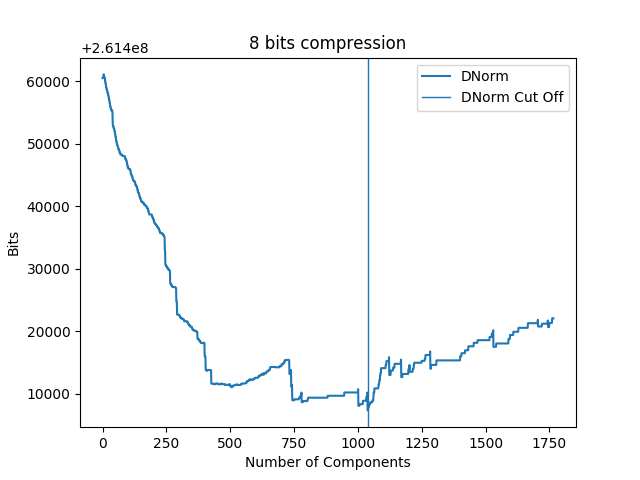 8 bits compression
+2.614e8
DNorm
DNorm Cut Off
60000
50000
40000
30000
20000
10000
Bits
0 250 500 750 1000 1250 1500 1750
Number of Components